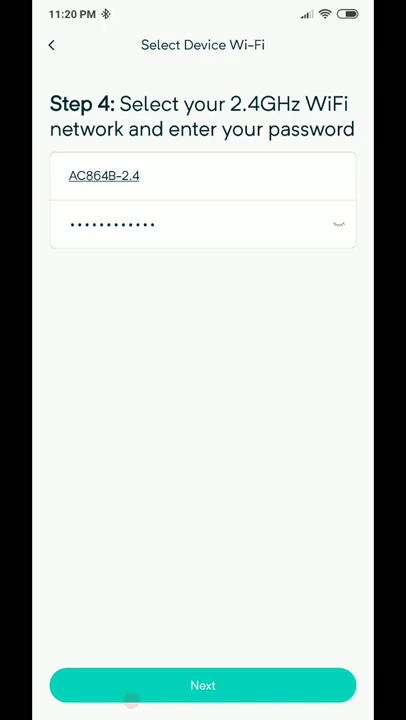 11:20 PM
Select Device Wi-Fi
Step 4: Select your 2.4GHz WiFi
network and enter your password
AC864B-2.4
••••••••••••
Next